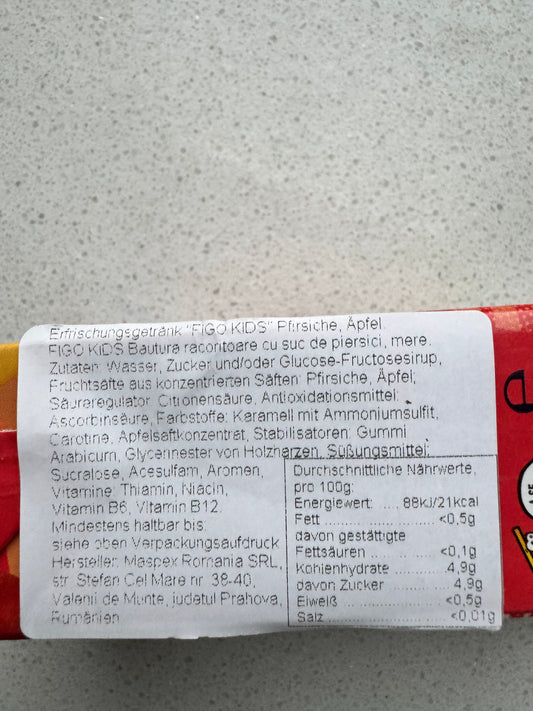 Erfrischungsgetränk "FIGO KIDS" Pfirsiche, Äpfel.
FIGO KIDS Bautura racontoare cu suc de piersici, mere.
Zutaten: Wasser, Zucker und/oder Glucose-Fructosesirup,
Fruchtsäfte aus konzentrierten Säften: Pfirsiche, Äpfel;
Säureregulator: Citronensäure, Antioxidationsmittel:
Ascorbinsäure, Farbstoffe: Karamell mit Ammoniumsulfit,
Carotine, Apfelsaftkonzentrat, Stabilisatoren: Gummi
Arabicum, Glycerinester von Holzharzen, Süßungsmittel:
Sucralose, Acesulfam, Aromen,
Vitamine: Thiamin, Niacin,
Vitamin B6, Vitamin B12.
Mindestens haltbar bis:
siehe oben Verpackungsaufdruck
Hersteller: Maspex Romania SRL,
str. Stefan Cel Mare nr. 38-40,
Valenii de Munte, judetul Prahova,
Rumänien
Durchschnittliche Nährwerte,
pro 100g:
Energiewert: .... 88kJ/21kcal
Fett ........................ <0,5g
davon gestättigte
Fettsäuren ............. <0,1g
Kohlenhydrate ........... 4,9g
davon Zucker ........... 4,9g
Eiweiß .................... <0,5g
Salz ...................... <0,01g
e